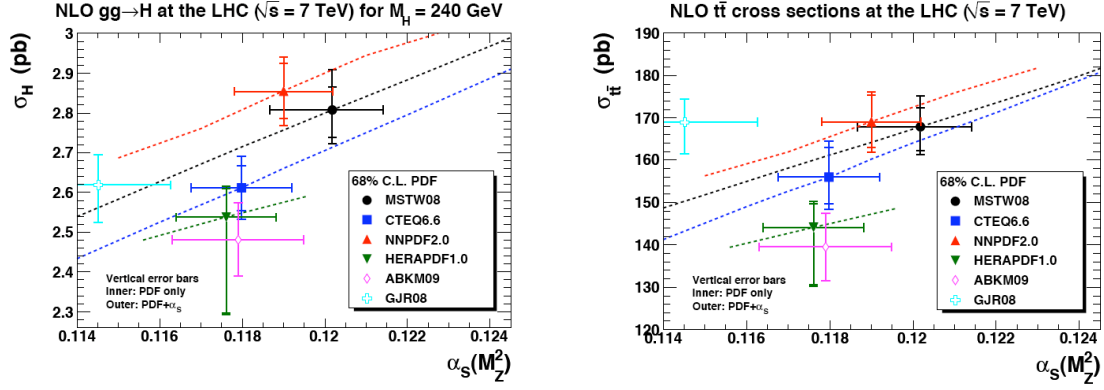 NLO gg→H at the LHC (√s = 7 TeV) for M_H = 240 GeV
σ_H (pb)
3
2.9
2.8
2.7
2.6
2.5
2.4
2.3
68% C.L. PDF
MSTW08
CTEQ6.6
NNPDF2.0
HERAPDF1.0
ABKM09
GJR08
Vertical error bars
Inner: PDF only
Outer: PDF+α_S
0.114 0.116 0.118 0.120 0.122 0.124
α_S(M_Z^2)
NLO tt̄ cross sections at the LHC (√s = 7 TeV)
σ_tt̄ (pb)
190
180
170
160
150
140
130
120
68% C.L. PDF
MSTW08
CTEQ6.6
NNPDF2.0
HERAPDF1.0
ABKM09
GJR08
Vertical error bars
Inner: PDF only
Outer: PDF+α_S
0.114 0.116 0.118 0.120 0.122 0.124
α_S(M_Z^2)